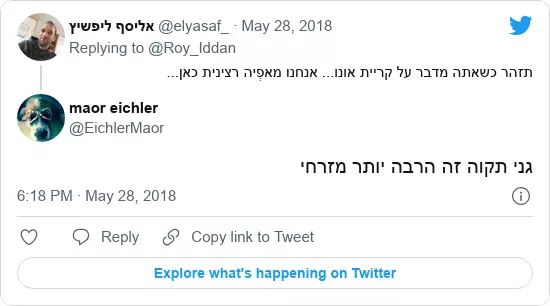 אליסף ליפשיץ @elyasaf_ · May 28, 2018
Replying to @Roy_Iddan
תזהר כשאתה מדבר על קריית אונו... אנחנו מאפיה רצינית כאן...
maor eichler
@EichlerMaor
גני תקוה זה הרבה יותר מזרחי
6:18 PM · May 28, 2018
Reply
Copy link to Tweet
Explore what's happening on Twitter